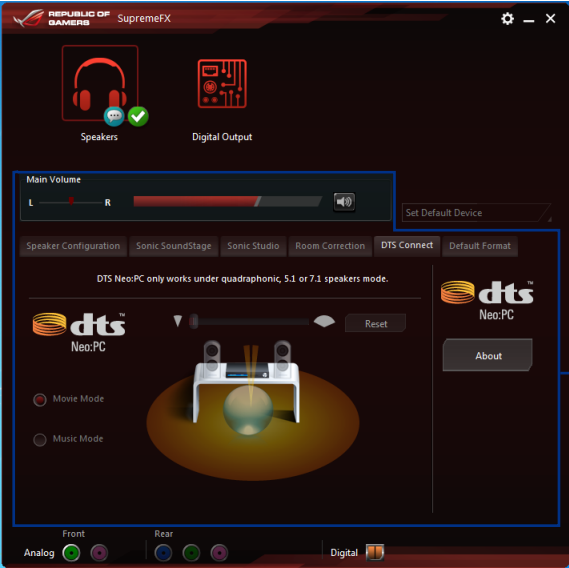 REPUBLIC OF
GAMERS
SupremeFX
Speakers
Digital Output
Main Volume
L
R
Set Default Device
Speaker Configuration
Sonic SoundStage
Sonic Studio
Room Correction
DTS Connect
Default Format
DTS Neo:PC only works under quadraphonic, 5.1 or 7.1 speakers mode.
dts™
Neo:PC
Reset
Movie Mode
Music Mode
dts™
Neo:PC
About
Front
Rear
Analog
Digital